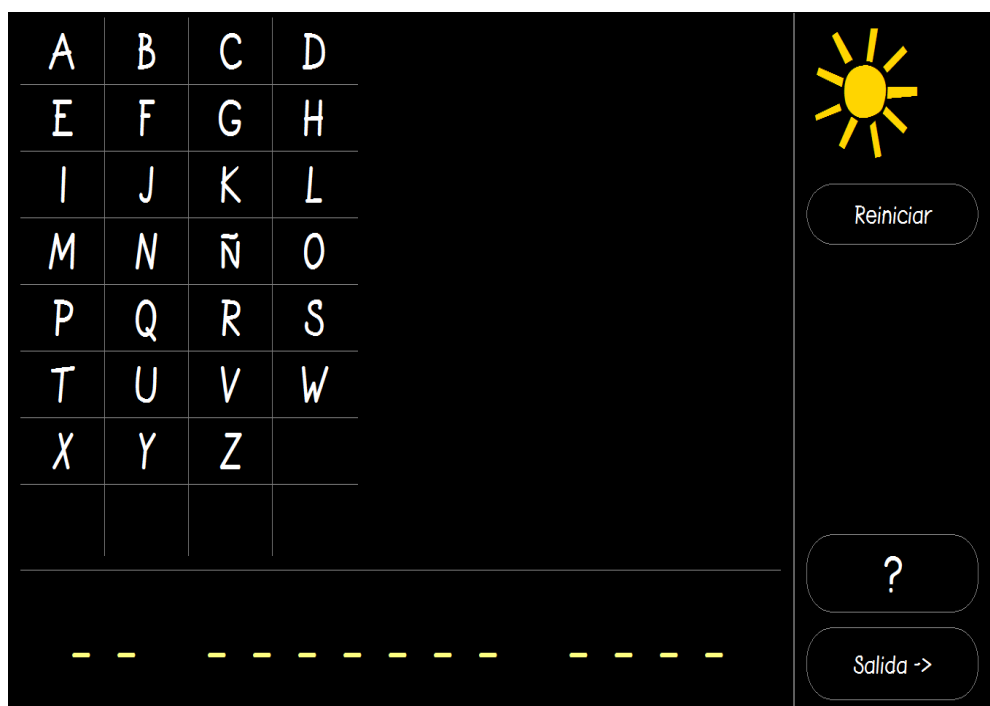 A B C D
E F G H
I J K L
M N Ñ O
P Q R S
T U V W
X Y Z
Reiniciar
?
Salida ->
_ _ _ _ _ _ _ _ _ _ _ _ _